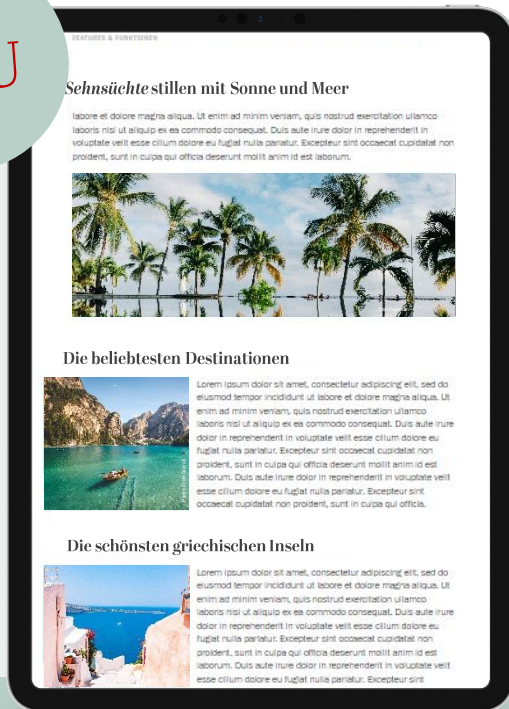 U
FEATURES & FUNKTIONEN
Sehnsüchte stillen mit Sonne und Meer
labore et dolore magna aliqua. Ut enim ad minim veniam, quis nostrud exercitation ullamco
laboris nisi ut aliquip ex ea commodo consequat. Duis aute irure dolor in reprehenderit in
voluptate velit esse cillum dolore eu fugiat nulla pariatur. Excepteur sint occaecat cupidatat non
proident, sunt in culpa qui officia deserunt mollit anim id est laborum.
Die beliebtesten Destinationen
Lorem ipsum dolor sit amet, consectetur adipiscing elit, sed do
eiusmod tempor incididunt ut labore et dolore magna aliqua. Ut
enim ad minim veniam, quis nostrud exercitation ullamco
laboris nisi ut aliquip ex ea commodo consequat. Duis aute irure
dolor in reprehenderit in voluptate velit esse cillum dolore eu
fugiat nulla pariatur. Excepteur sint occaecat cupidatat non
proident, sunt in culpa qui officia deserunt mollit anim id est
laborum. Duis aute irure dolor in reprehenderit in voluptate velit
esse cillum dolore eu fugiat nulla pariatur. Excepteur sint
occaecat cupidatat non proident, sunt in culpa qui officia.
Die schönsten griechischen Inseln
Lorem ipsum dolor sit amet, consectetur adipiscing elit, sed do
eiusmod tempor incididunt ut labore et dolore magna aliqua. Ut
enim ad minim veniam, quis nostrud exercitation ullamco
laboris nisi ut aliquip ex ea commodo consequat. Duis aute irure
dolor in reprehenderit in voluptate velit esse cillum dolore eu
fugiat nulla pariatur. Excepteur sint occaecat cupidatat non
proident, sunt in culpa qui officia deserunt mollit anim id est
laborum. Duis aute irure dolor in reprehenderit in voluptate velit
esse cillum dolore eu fugiat nulla pariatur. Excepteur sint